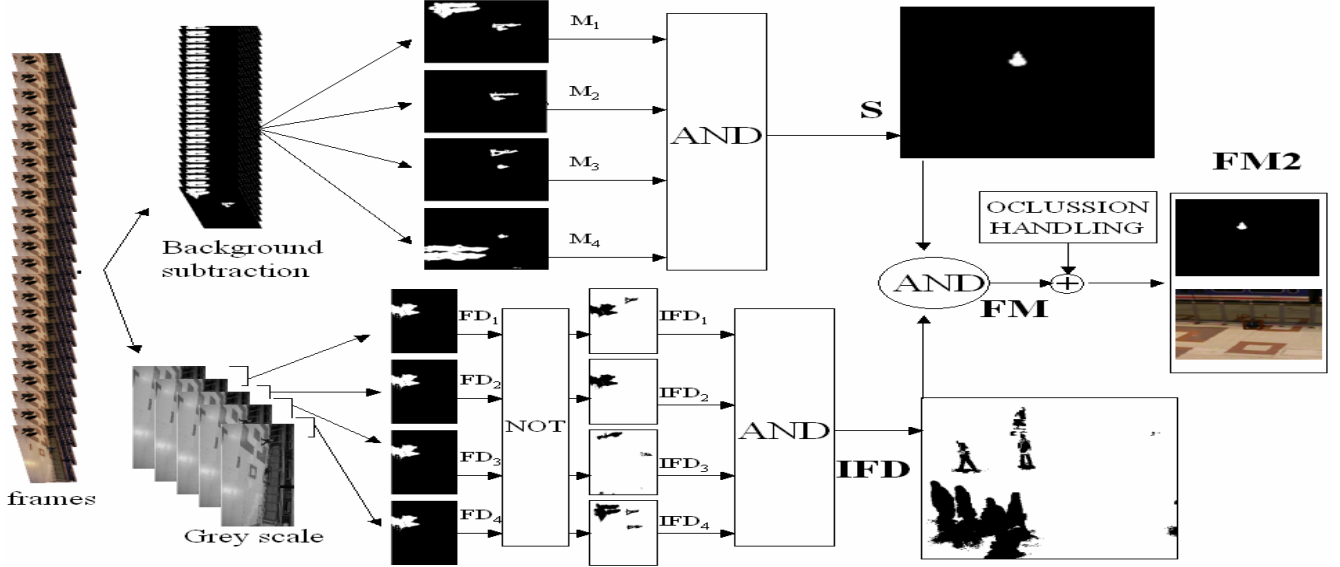 frames
Background
subtraction
Grey scale
M1
M2
M3
M4
AND
S
FD1
FD2
FD3
FD4
NOT
IFD1
IFD2
IFD3
IFD4
AND
IFD
AND
FM
OCLUSSION
HANDLING
+
FM2